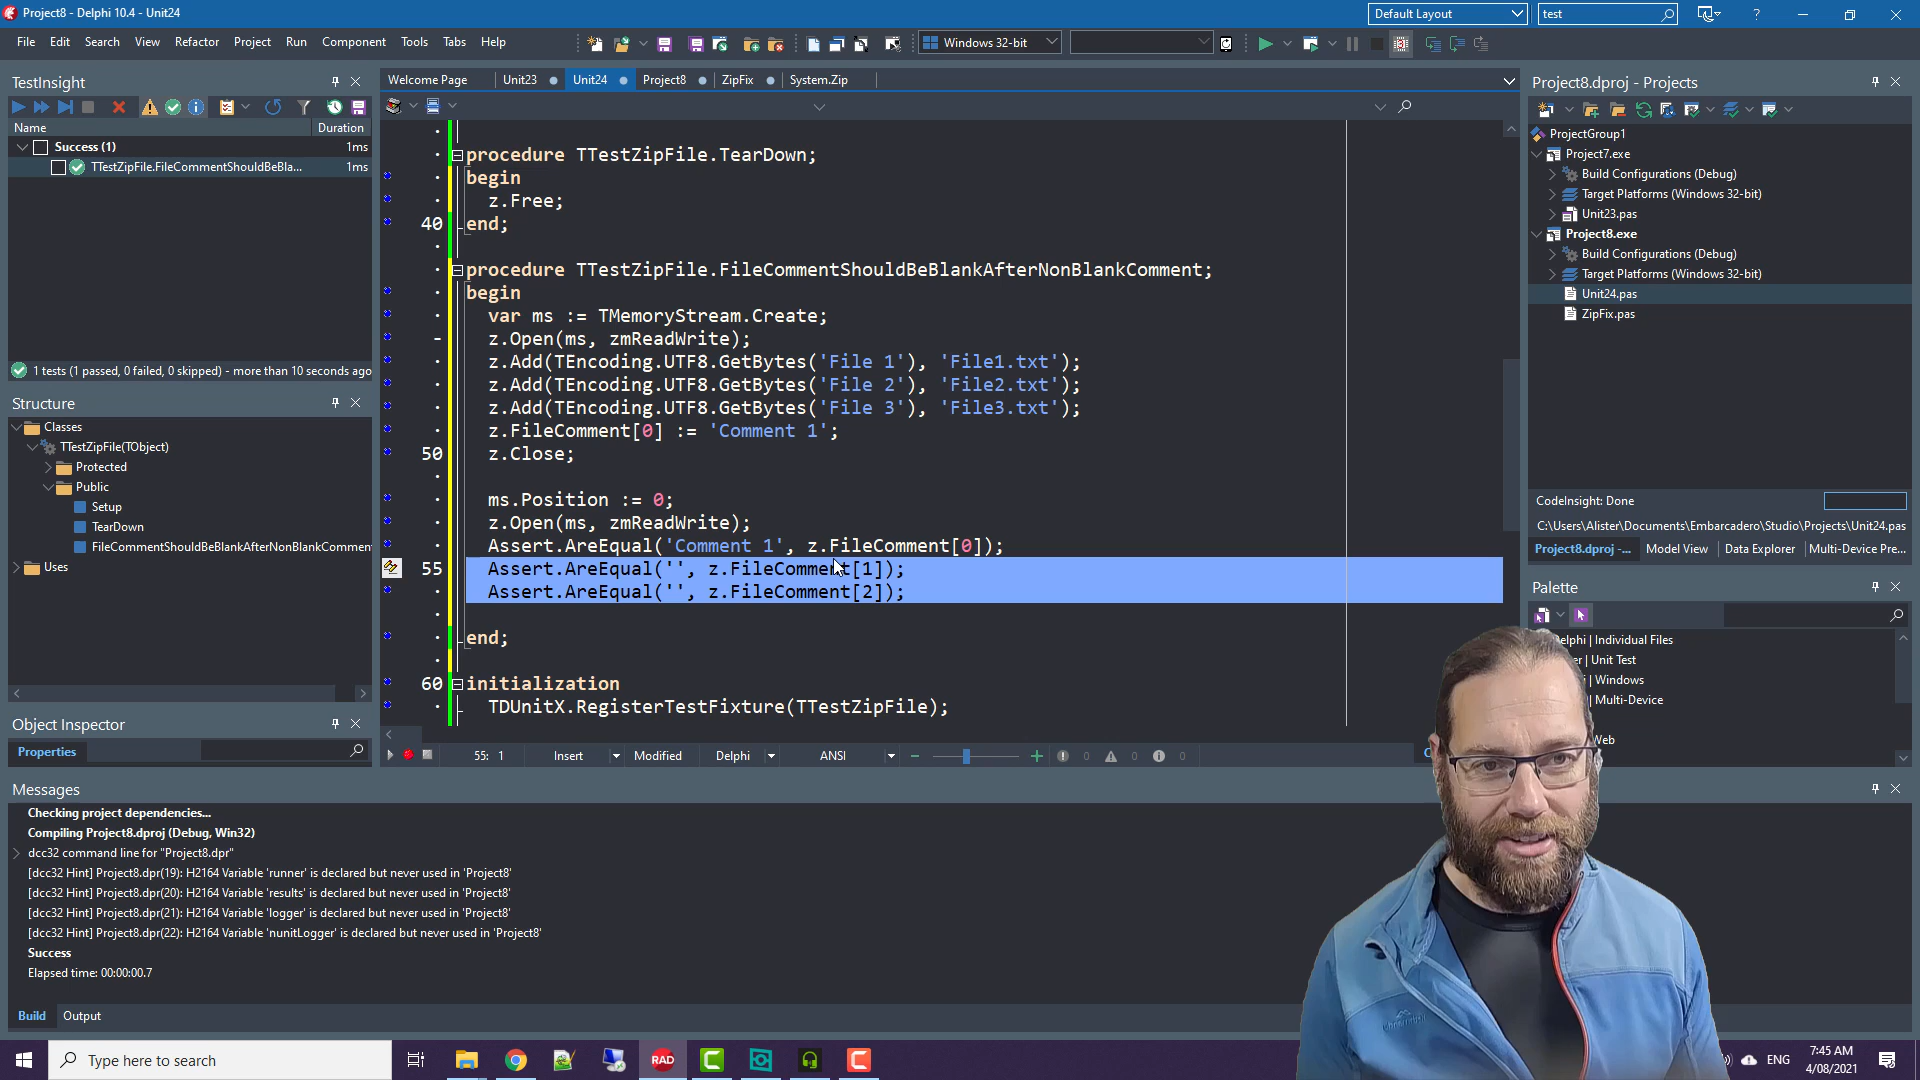 Project8 - Delphi 10.4 - Unit24
Default Layout
test
File Edit Search View Refactor Project Run Component Tools Tabs Help
Windows 32-bit
TestInsight
Name Duration
Success (1) 1ms
TTestZipFile.FileCommentShouldBeBla... 1ms
1 tests (1 passed, 0 failed, 0 skipped) - more than 10 seconds ago
Structure
Classes
TTestZipFile(TObject)
Protected
Public
Setup
TearDown
FileCommentShouldBeBlankAfterNonBlankCommen
Uses
Object Inspector
Properties
Welcome Page Unit23 Unit24 Project8 ZipFix System.Zip
procedure TTestZipFile.TearDown;
begin
z.Free;
40 end;
procedure TTestZipFile.FileCommentShouldBeBlankAfterNonBlankComment;
begin
var ms := TMemoryStream.Create;
z.Open(ms, zmReadWrite);
z.Add(TEncoding.UTF8.GetBytes('File 1'), 'File1.txt');
z.Add(TEncoding.UTF8.GetBytes('File 2'), 'File2.txt');
z.Add(TEncoding.UTF8.GetBytes('File 3'), 'File3.txt');
z.FileComment[0] := 'Comment 1';
50 z.Close;
ms.Position := 0;
z.Open(ms, zmReadWrite);
Assert.AreEqual('Comment 1', z.FileComment[0]);
55 Assert.AreEqual('', z.FileComment[1]);
Assert.AreEqual('', z.FileComment[2]);
end;
60 initialization
TDUnitX.RegisterTestFixture(TTestZipFile);
55: 1 Insert Modified Delphi ANSI 0 0 0
Project8.dproj - Projects
ProjectGroup1
Project7.exe
Build Configurations (Debug)
Target Platforms (Windows 32-bit)
Unit23.pas
Project8.exe
Build Configurations (Debug)
Target Platforms (Windows 32-bit)
Unit24.pas
ZipFix.pas
CodeInsight: Done
C:\Users\Alister\Documents\Embarcadero\Studio\Projects\Unit24.pas
Project8.dproj -... Model View Data Explorer Multi-Device Pre...
Palette
Delphi | Individual Files
| Unit Test
| Windows
| Multi-Device
Web
Messages
Checking project dependencies...
Compiling Project8.dproj (Debug, Win32)
dcc32 command line for "Project8.dpr"
[dcc32 Hint] Project8.dpr(19): H2164 Variable 'runner' is declared but never used in 'Project8'
[dcc32 Hint] Project8.dpr(20): H2164 Variable 'results' is declared but never used in 'Project8'
[dcc32 Hint] Project8.dpr(21): H2164 Variable 'logger' is declared but never used in 'Project8'
[dcc32 Hint] Project8.dpr(22): H2164 Variable 'nunitLogger' is declared but never used in 'Project8'
Success
Elapsed time: 00:00:00.7
Build Output
Type here to search
RAD
ENG
7:45 AM
4/08/2021